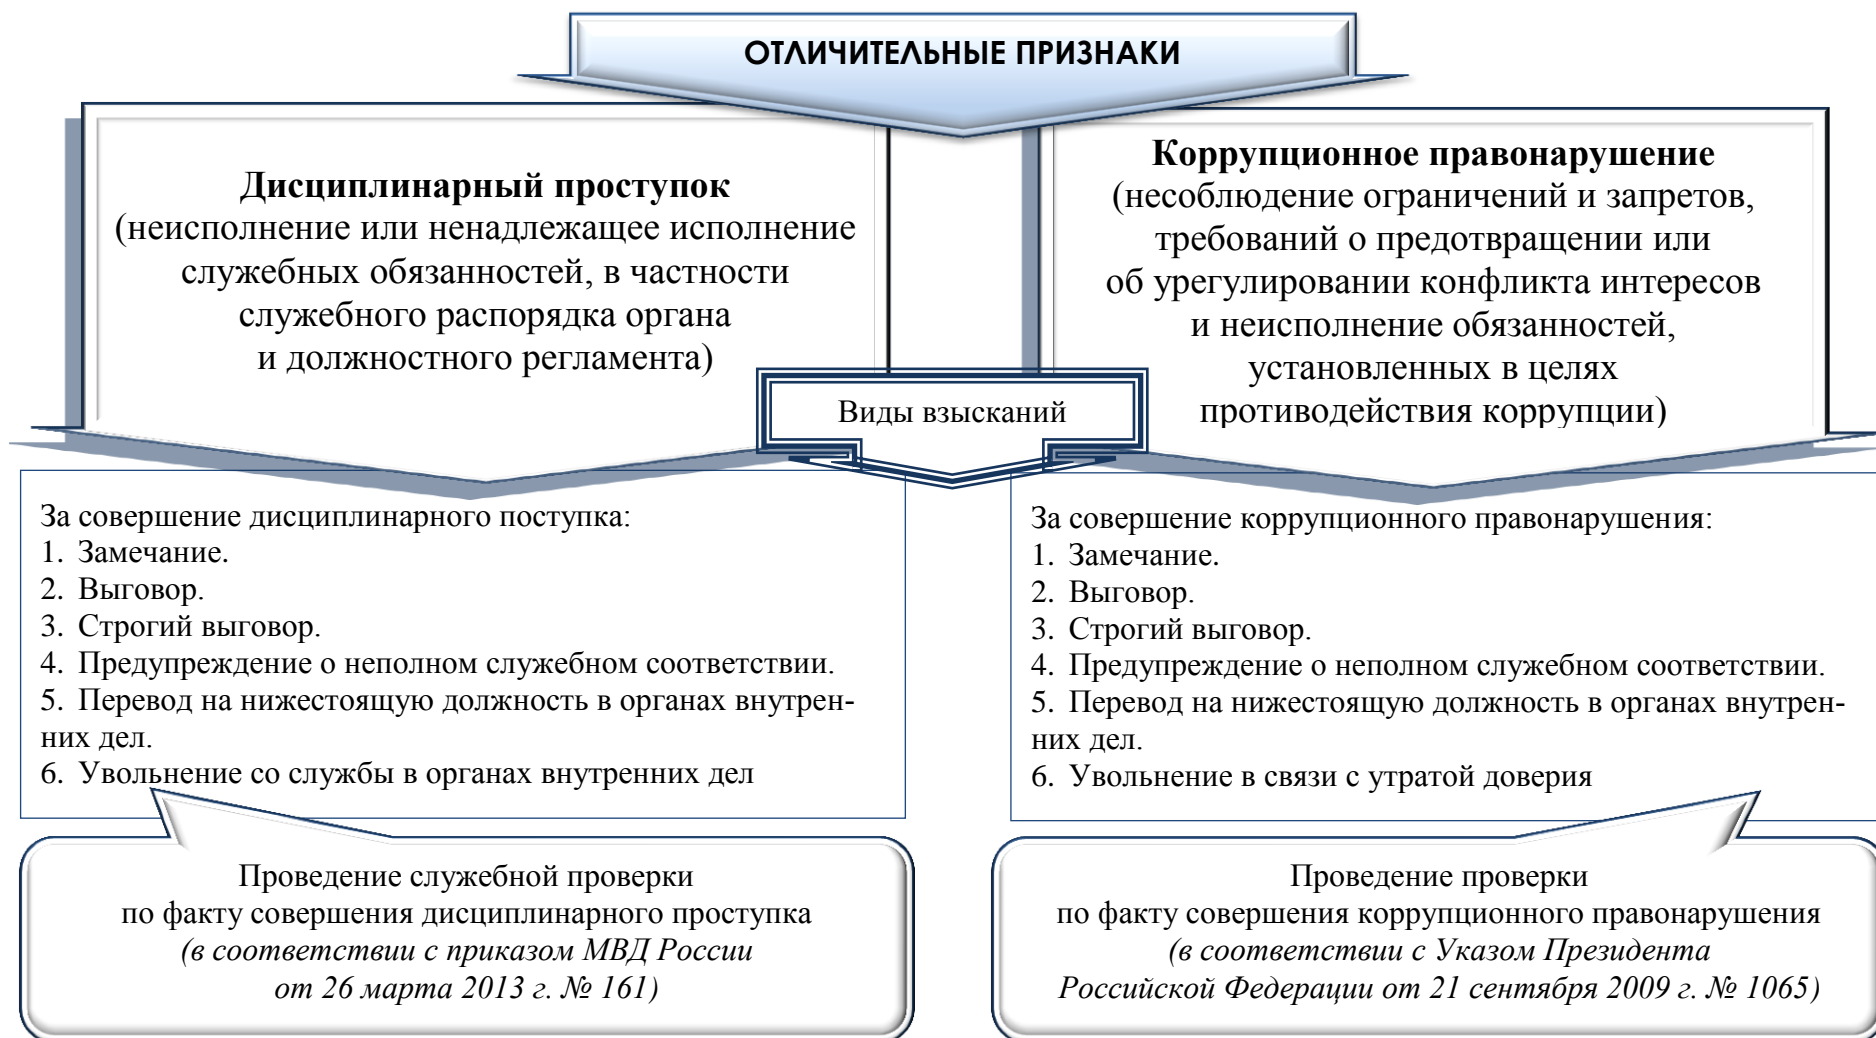 ОТЛИЧИТЕЛЬНЫЕ ПРИЗНАКИ
Дисциплинарный проступок
(неисполнение или ненадлежащее исполнение
служебных обязанностей, в частности
служебного распорядка органа
и должностного регламента)
Коррупционное правонарушение
(несоблюдение ограничений и запретов,
требований о предотвращении или
об урегулировании конфликта интересов
и неисполнение обязанностей,
установленных в целях
противодействия коррупции)
Виды взысканий
За совершение дисциплинарного поступка:
1. Замечание.
2. Выговор.
3. Строгий выговор.
4. Предупреждение о неполном служебном соответствии.
5. Перевод на нижестоящую должность в органах внутрен-
них дел.
6. Увольнение со службы в органах внутренних дел
За совершение коррупционного правонарушения:
1. Замечание.
2. Выговор.
3. Строгий выговор.
4. Предупреждение о неполном служебном соответствии.
5. Перевод на нижестоящую должность в органах внутрен-
них дел.
6. Увольнение в связи с утратой доверия
Проведение служебной проверки
по факту совершения дисциплинарного проступка
(в соответствии с приказом МВД России
от 26 марта 2013 г. № 161)
Проведение проверки
по факту совершения коррупционного правонарушения
(в соответствии с Указом Президента
Российской Федерации от 21 сентября 2009 г. № 1065)